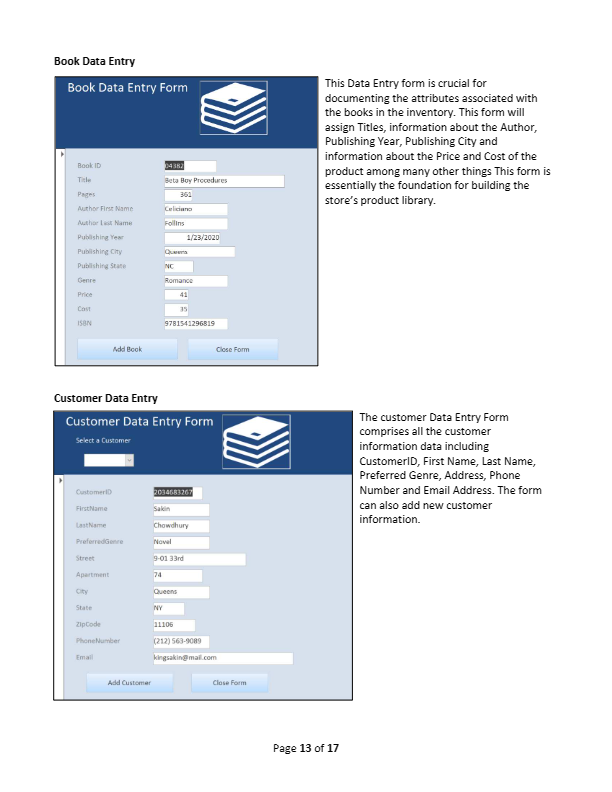 Book Data Entry
Book Data Entry Form
Book ID 04382
Title Beta Boy Procedures
Pages 361
Author First Name Celiciano
Author Last Name Follins
Publishing Year 1/23/2020
Publishing City Queens
Publishing State NC
Genre Romance
Price 41
Cost 35
ISBN 9781541296819
Add Book Close Form
This Data Entry form is crucial for
documenting the attributes associated with
the books in the inventory. This form will
assign Titles, information about the Author,
Publishing Year, Publishing City and
information about the Price and Cost of the
product among many other things This form is
essentially the foundation for building the
store's product library.
Customer Data Entry
Customer Data Entry Form
Select a Customer
CustomerID 2034683267
FirstName Sakin
LastName Chowdhury
PreferredGenre Novel
Street 9-01 33rd
Apartment 74
City Queens
State NY
ZipCode 11106
PhoneNumber (212) 563-9089
Email kingsakin@mail.com
Add Customer Close Form
The customer Data Entry Form
comprises all the customer
information data including
CustomerID, First Name, Last Name,
Preferred Genre, Address, Phone
Number and Email Address. The form
can also add new customer
information.
Page 13 of 17